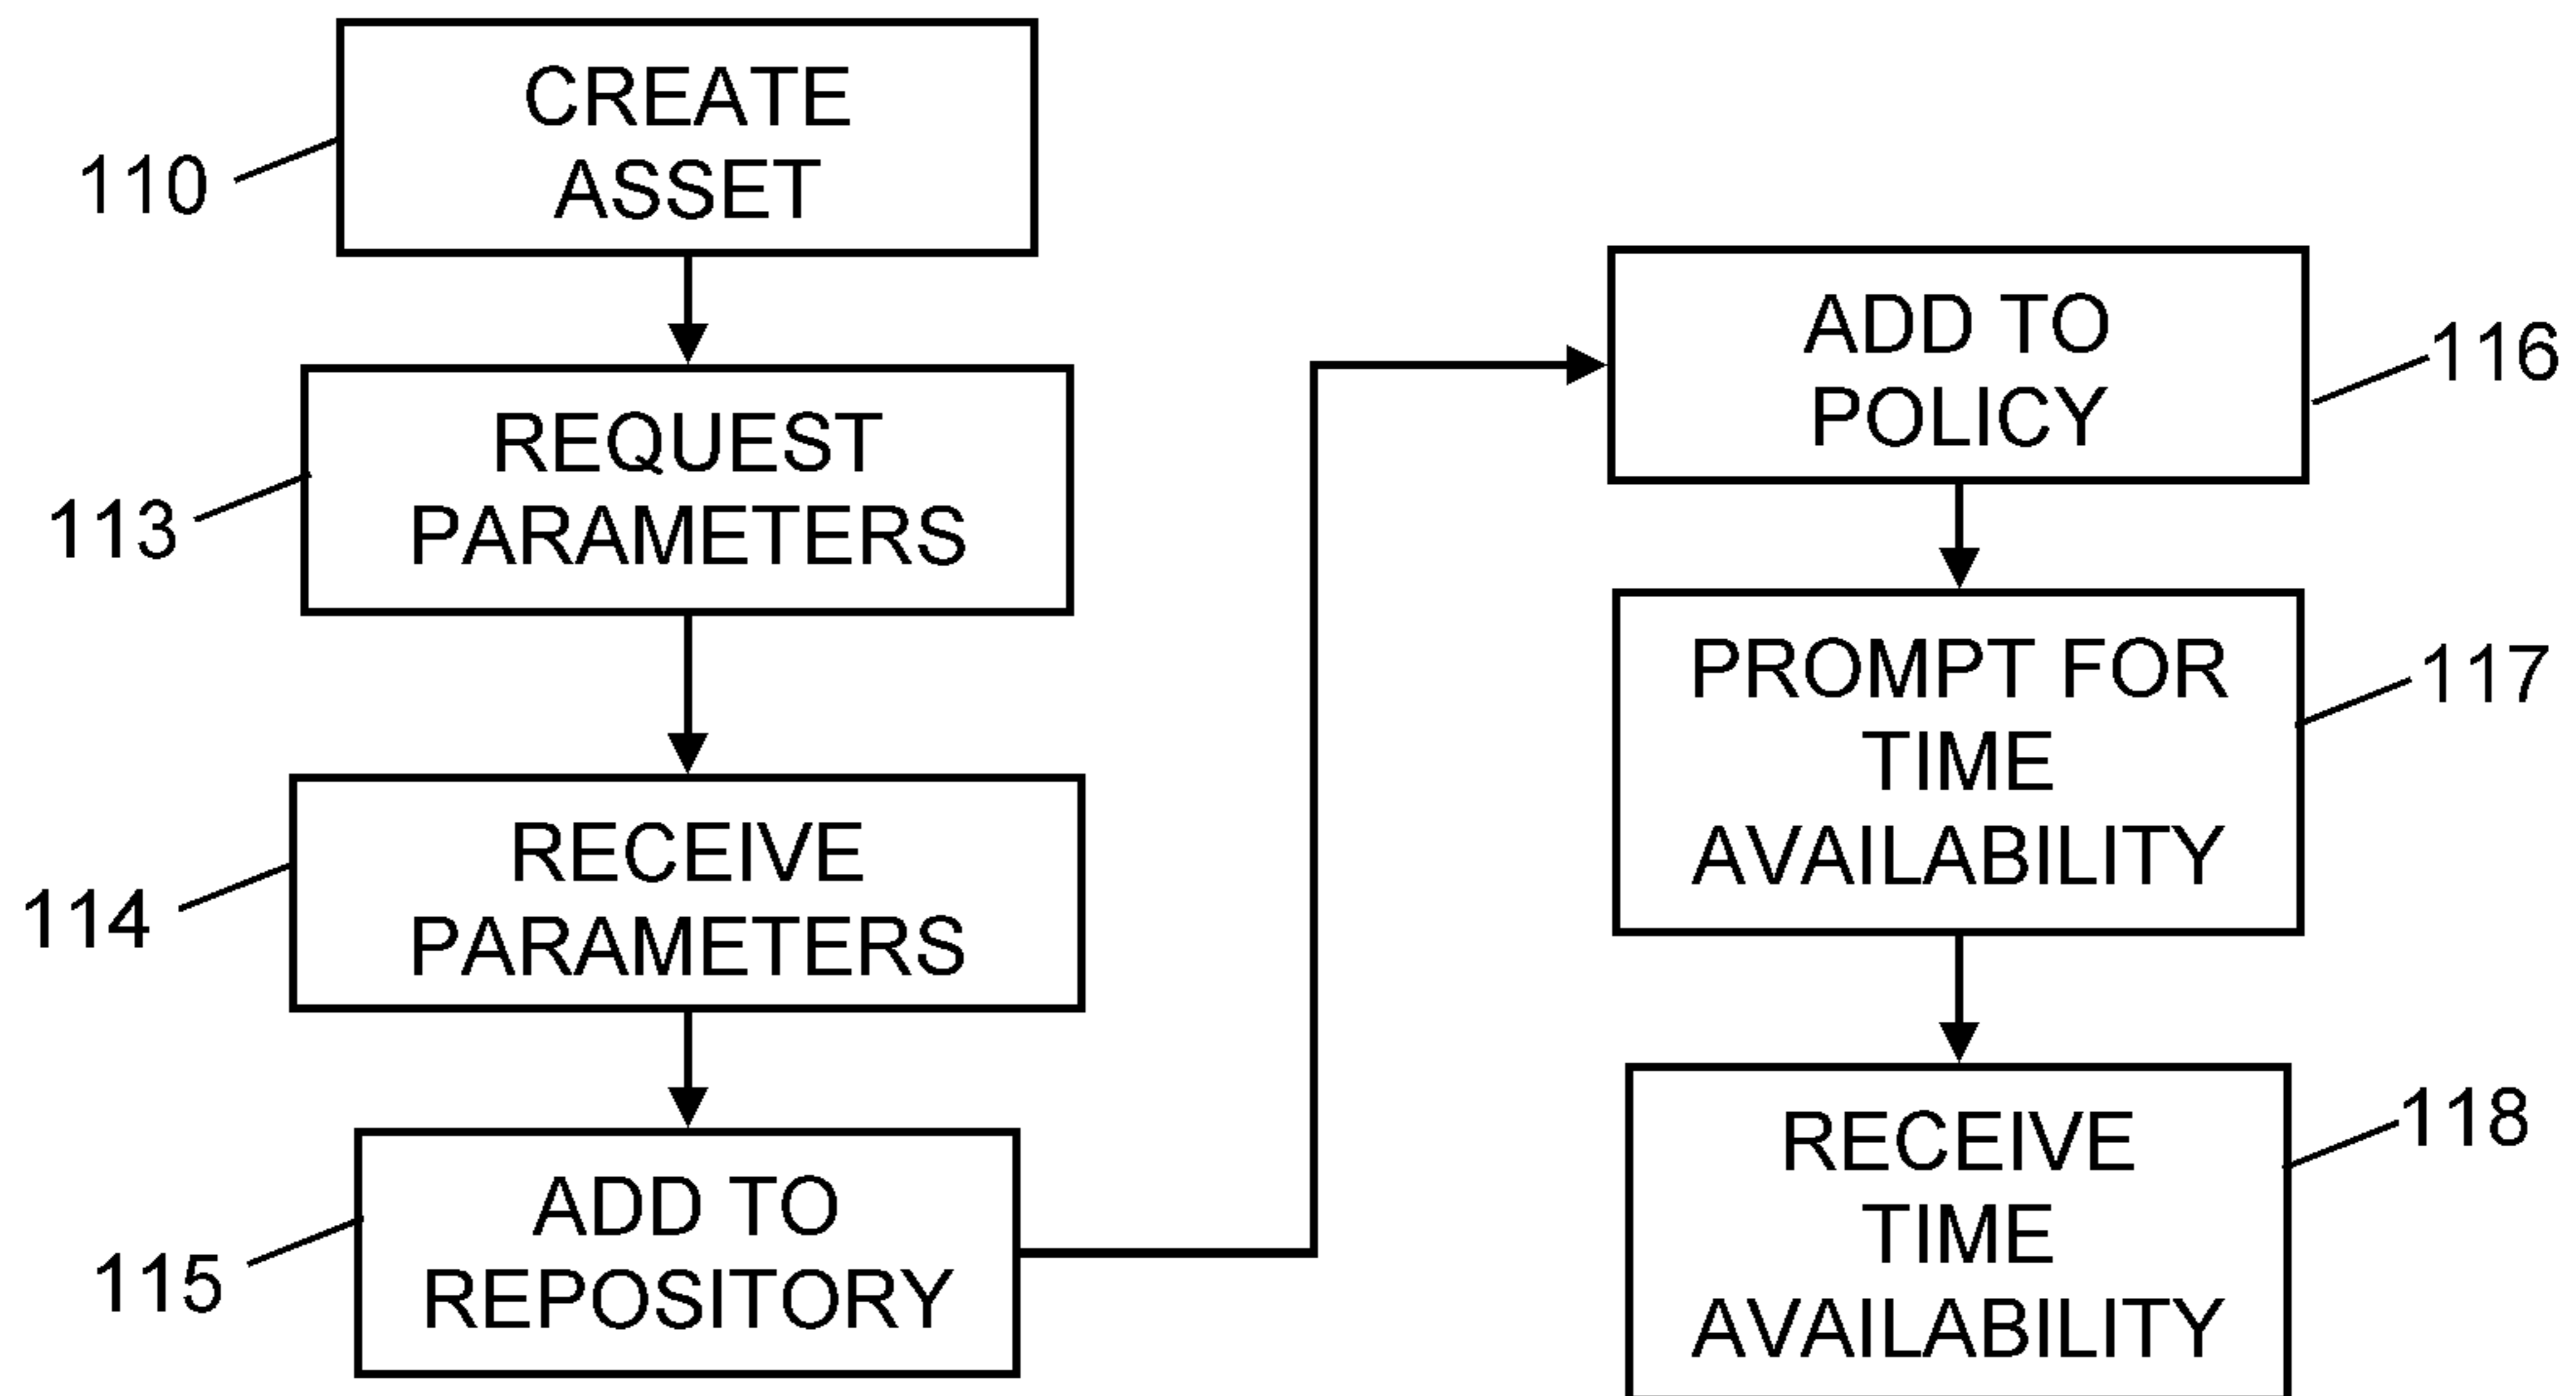 110
CREATE
ASSET
113
REQUEST
PARAMETERS
114
RECEIVE
PARAMETERS
115
ADD TO
REPOSITORY
ADD TO
POLICY
116
PROMPT FOR
TIME
AVAILABILITY
117
RECEIVE
TIME
AVAILABILITY
118